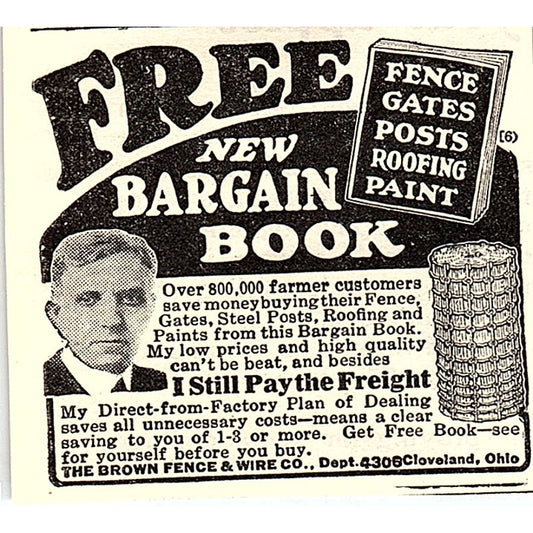 FREE
NEW
BARGAIN
BOOK
FENCE
GATES
POSTS
ROOFING
PAINT
(6)
Over 800,000 farmer customers
save money buying their Fence,
Gates, Steel Posts, Roofing and
Paints from this Bargain Book.
My low prices and high quality
can't be beat, and besides
I Still Pay the Freight
My Direct-from-Factory Plan of Dealing
saves all unnecessary costs—means a clear
saving to you of 1-3 or more. Get Free Book—see
for yourself before you buy.
THE BROWN FENCE & WIRE CO., Dept. 4306 Cloveland, Ohio